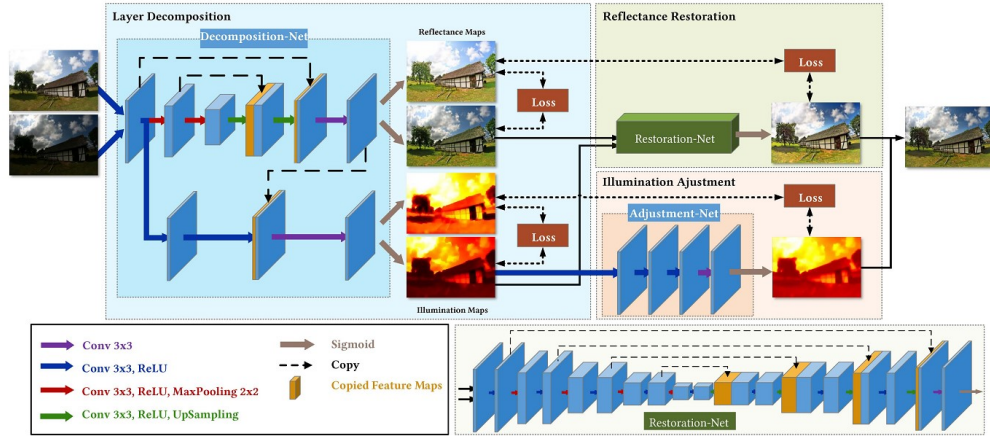 Layer Decomposition
Decomposition-Net
Reflectance Maps
Loss
Loss
Illumination Maps
Reflectance Restoration
Loss
Restoration-Net
Illumination Ajustment
Loss
Adjustment-Net
Conv 3x3
Conv 3x3, ReLU
Conv 3x3, ReLU, MaxPooling 2x2
Conv 3x3, ReLU, UpSampling
Sigmoid
Copy
Copied Feature Maps
Restoration-Net